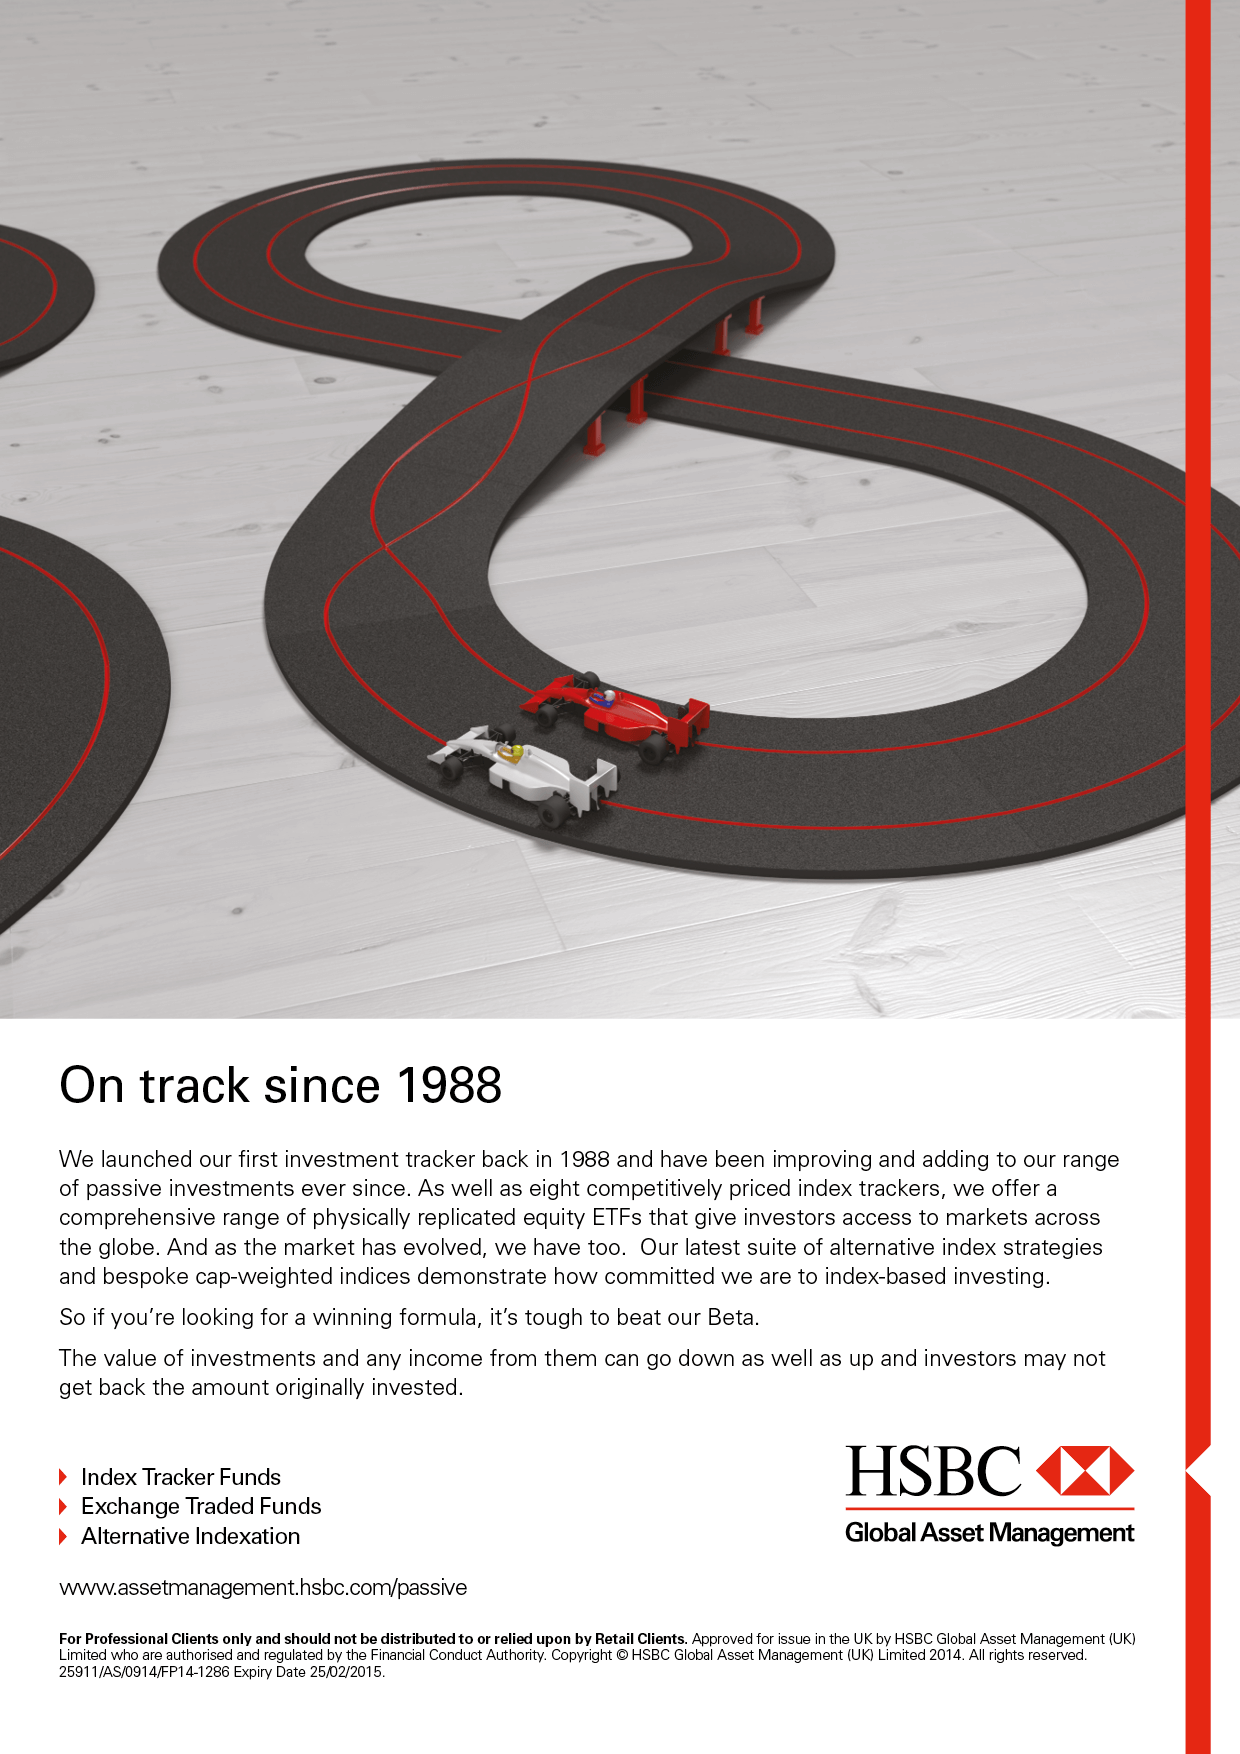 On track since 1988
We launched our first investment tracker back in 1988 and have been improving and adding to our range
of passive investments ever since. As well as eight competitively priced index trackers, we offer a
comprehensive range of physically replicated equity ETFs that give investors access to markets across
the globe. And as the market has evolved, we have too.  Our latest suite of alternative index strategies
and bespoke cap-weighted indices demonstrate how committed we are to index-based investing.
So if you’re looking for a winning formula, it’s tough to beat our Beta.
The value of investments and any income from them can go down as well as up and investors may not
get back the amount originally invested.
Index Tracker Funds
Exchange Traded Funds
Alternative Indexation
HSBC
Global Asset Management
www.assetmanagement.hsbc.com/passive
For Professional Clients only and should not be distributed to or relied upon by Retail Clients. Approved for issue in the UK by HSBC Global Asset Management (UK)
Limited who are authorised and regulated by the Financial Conduct Authority. Copyright © HSBC Global Asset Management (UK) Limited 2014. All rights reserved.
25911/AS/0914/FP14-1286 Expiry Date 25/02/2015.